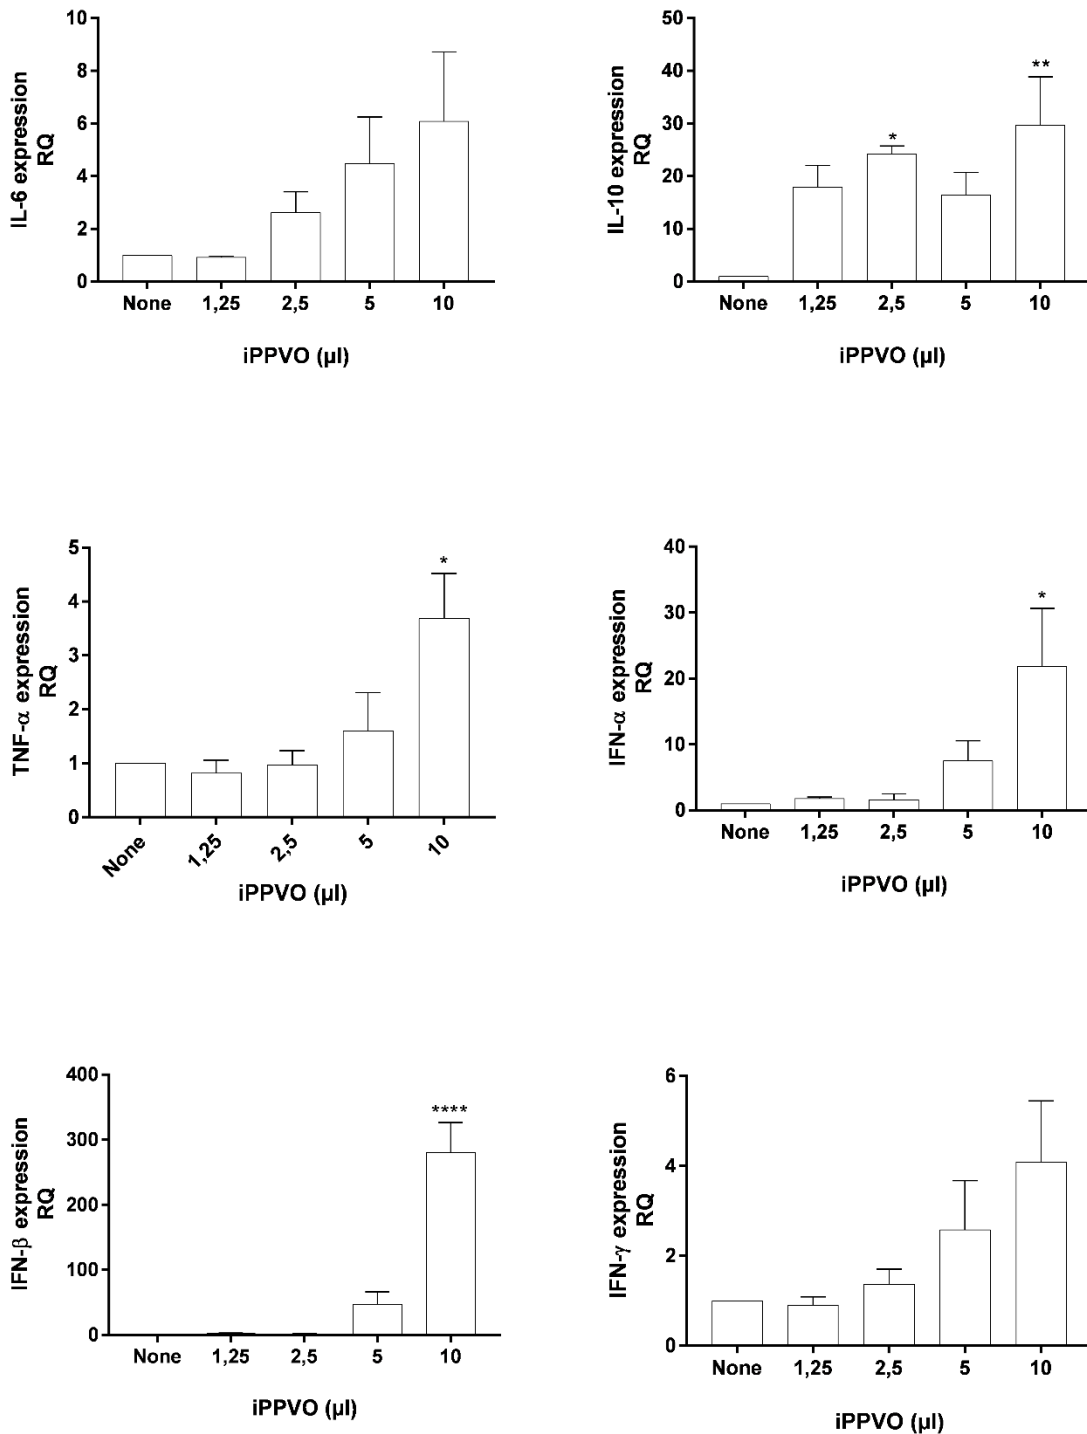 IL-6 expression
RQ
10
8
6
4
2
0
None 1,25 2,5 5 10
iPPVO (µl)
IL-10 expression
RQ
50
40
30
20
10
0
*
**
None 1,25 2,5 5 10
iPPVO (µl)
TNF-α expression
RQ
5
4
3
2
1
0
*
None 1,25 2,5 5 10
iPPVO (µl)
IFN-α expression
RQ
40
30
20
10
0
*
None 1,25 2,5 5 10
iPPVO (µl)
IFN-β expression
RQ
400
300
200
100
0
****
None 1,25 2,5 5 10
iPPVO (µl)
IFN-γ expression
RQ
6
4
2
0
None 1,25 2,5 5 10
iPPVO (µl)